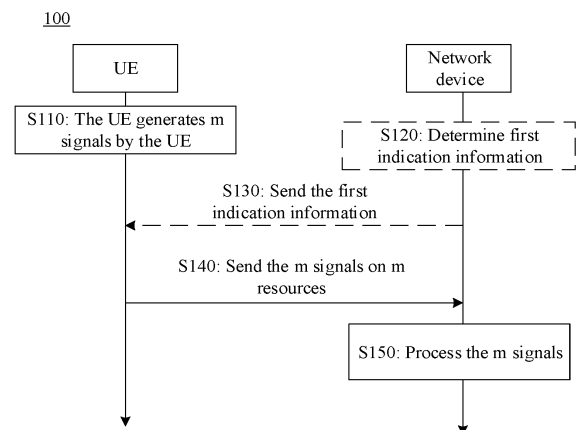 100
UE
Network
device
S110: The UE generates m
signals by the UE
S120: Determine first
indication information
S130: Send the first
indication information
S140: Send the m signals on m
resources
S150: Process the m signals